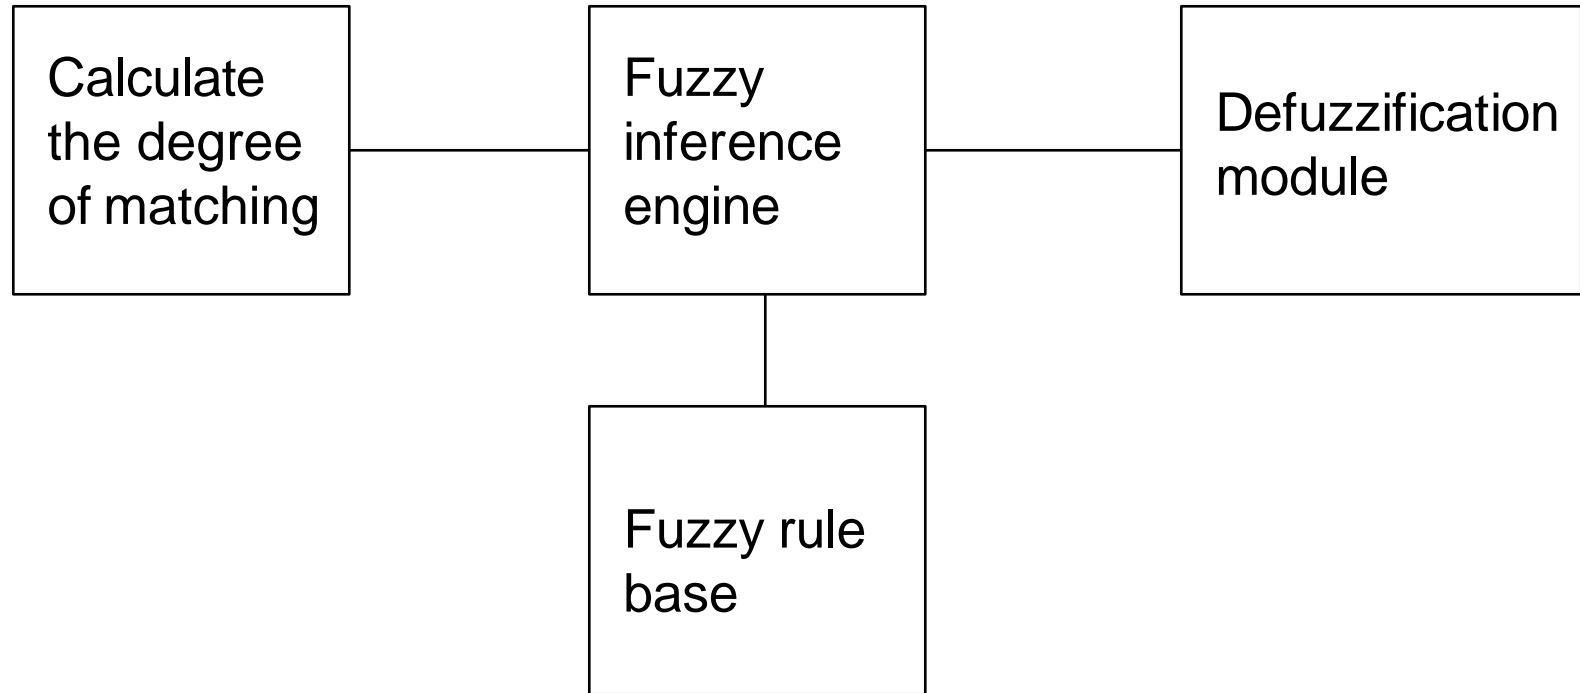 Calculate
the degree
of matching
Fuzzy
inference
engine
Defuzzification
module
Fuzzy rule
base